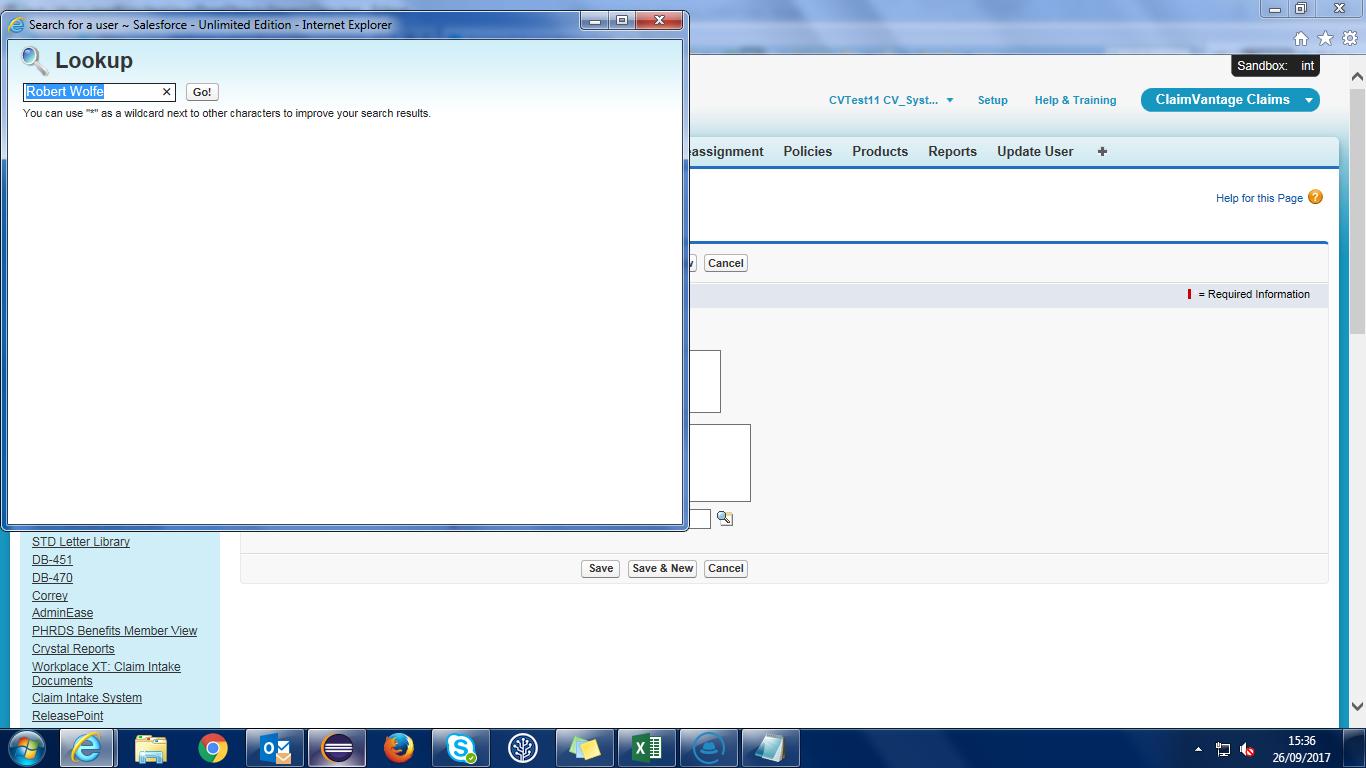 Search for a user ~ Salesforce - Unlimited Edition - Internet Explorer
Lookup
Robert Wolfe
Go!
You can use "*" as a wildcard next to other characters to improve your search results.
Sandbox: int
CVTest11 CV_Syst...
Setup
Help & Training
ClaimVantage Claims
eassignment
Policies
Products
Reports
Update User
Help for this Page
Cancel
= Required Information
Save
Save & New
Cancel
STD Letter Library
DB-451
DB-470
Correy
AdminEase
PHRDS Benefits Member View
Crystal Reports
Workplace XT: Claim Intake
Documents
Claim Intake System
ReleasePoint
15:36
26/09/2017